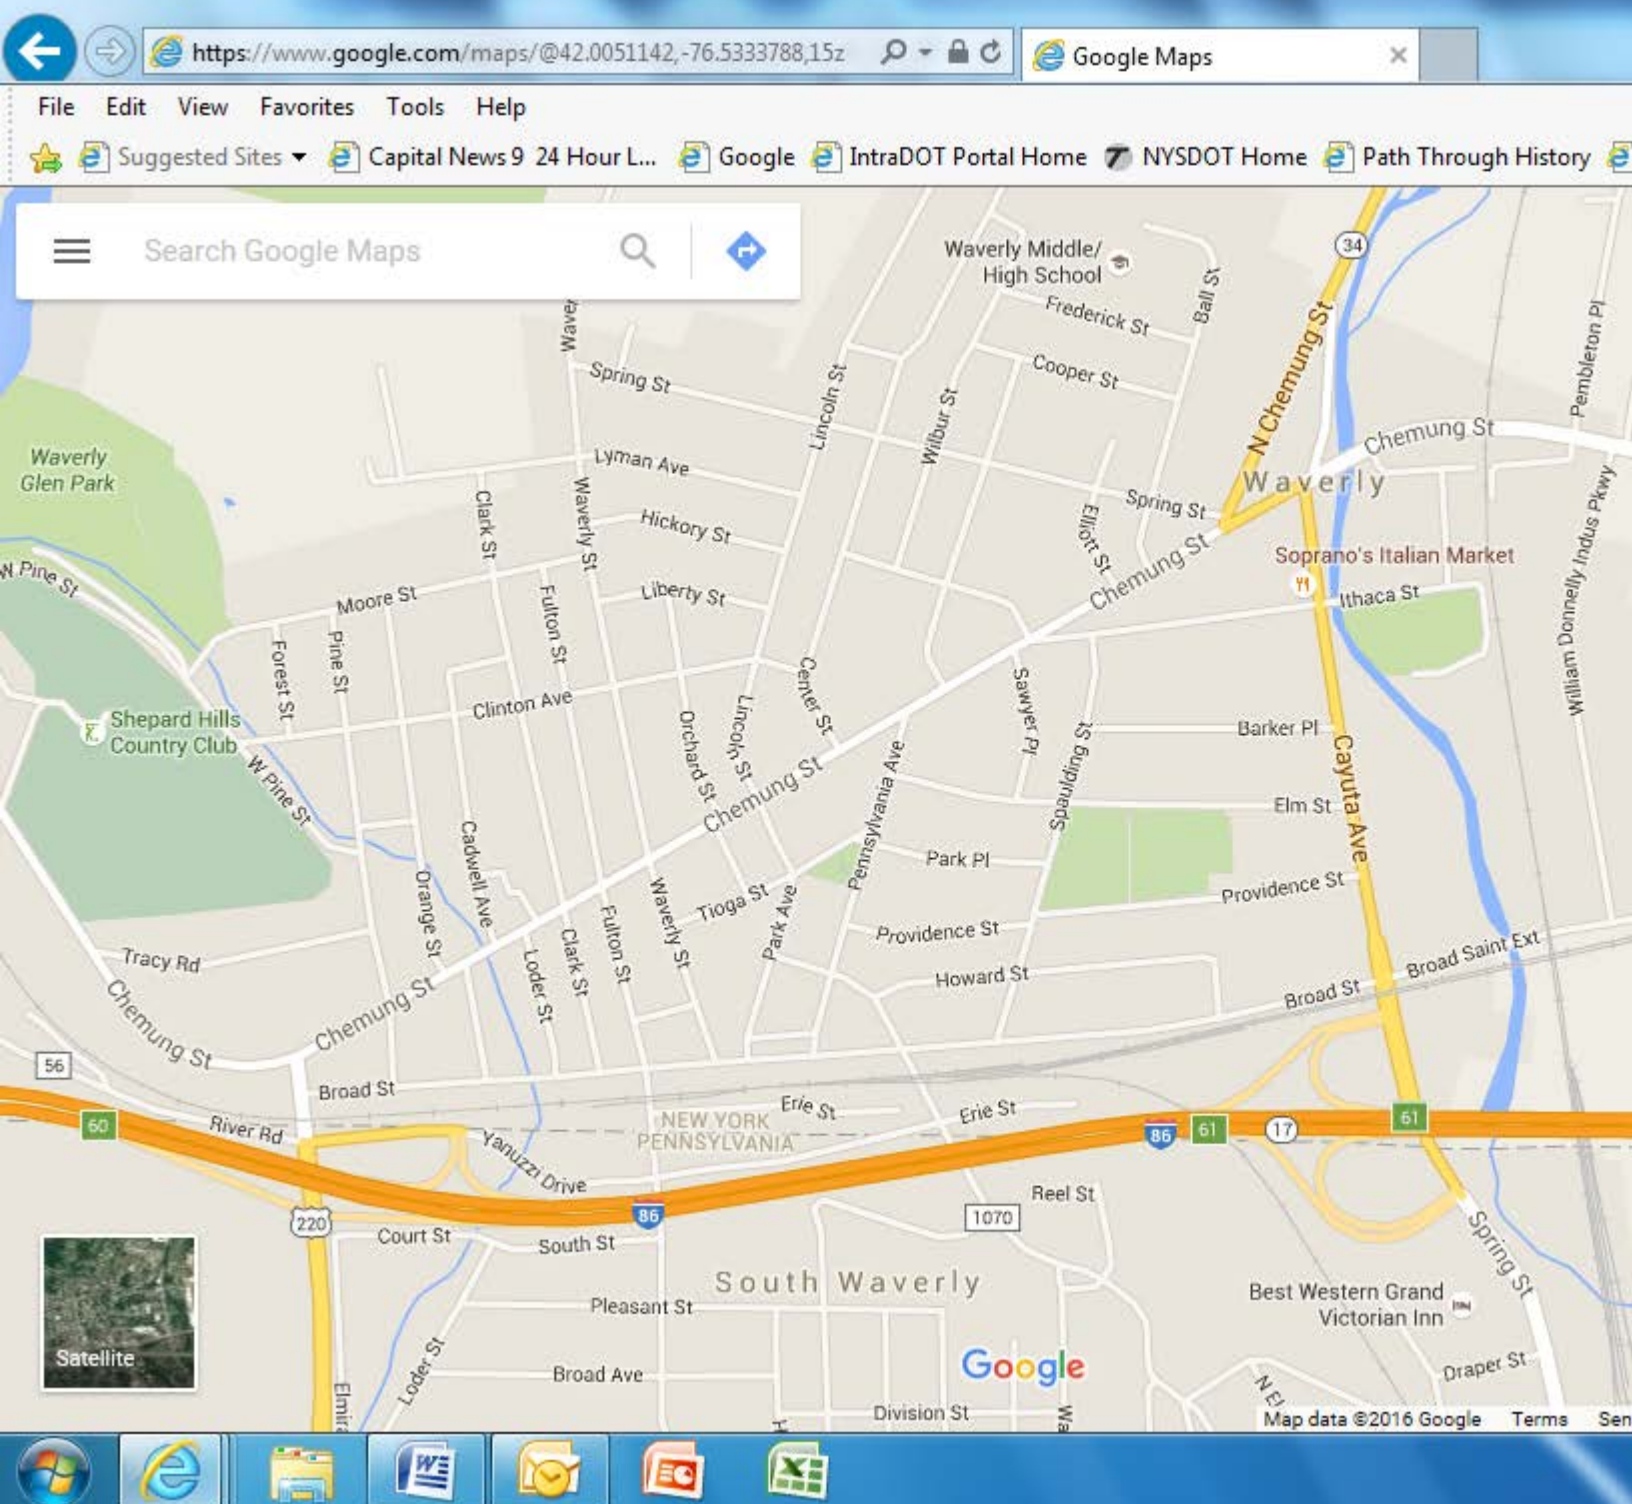 https://www.google.com/maps/@42.0051142,-76.5333788,15z
Google Maps
File Edit View Favorites Tools Help
Suggested Sites
Capital News 9 24 Hour L...
Google
IntraDOT Portal Home
NYSDOT Home
Path Through History
Search Google Maps
Waverly Middle/
High School
34
Ball St
Frederick St
N Chemung St
Pembleton Pl
Wave
Spring St
Cooper St
Lincoln St
Wilbur St
Chemung St
Waverly
Glen Park
Lyman Ave
Waverly
Clark St
Waverly St
Spring St
Hickory St
Elliott St
Chemung St
Soprano's Italian Market
William Donnelly Indus Pkwy
W Pine St
Moore St
Fulton St
Liberty St
Ithaca St
Forest St
Pine St
Center St
Sawyer Pl
Clinton Ave
Lincoln St
Orchard St
Shepard Hills
Country Club
Barker Pl
Spaulding St
Cayuta Ave
W Pine St
Chemung St
Pennsylvania Ave
Elm St
Cadwell Ave
Park Pl
Orange St
Waverly St
Tioga St
Park Ave
Providence St
Fulton St
Providence St
Tracy Rd
Loder St
Clark St
Howard St
Broad Saint Ext
Broad St
Chemung St
Chemung St
56
Broad St
Erie St
Erie St
NEW YORK
PENNSYLVANIA
60
River Rd
Yanuzzi Drive
86
61
17
61
Reel St
220
86
1070
Court St
South St
Spring St
South Waverly
Pleasant St
Best Western Grand
Victorian Inn
Satellite
Loder St
Broad Ave
Google
Draper St
Elmira
Division St
H
Wa
N El
Map data ©2016 Google Terms Sen